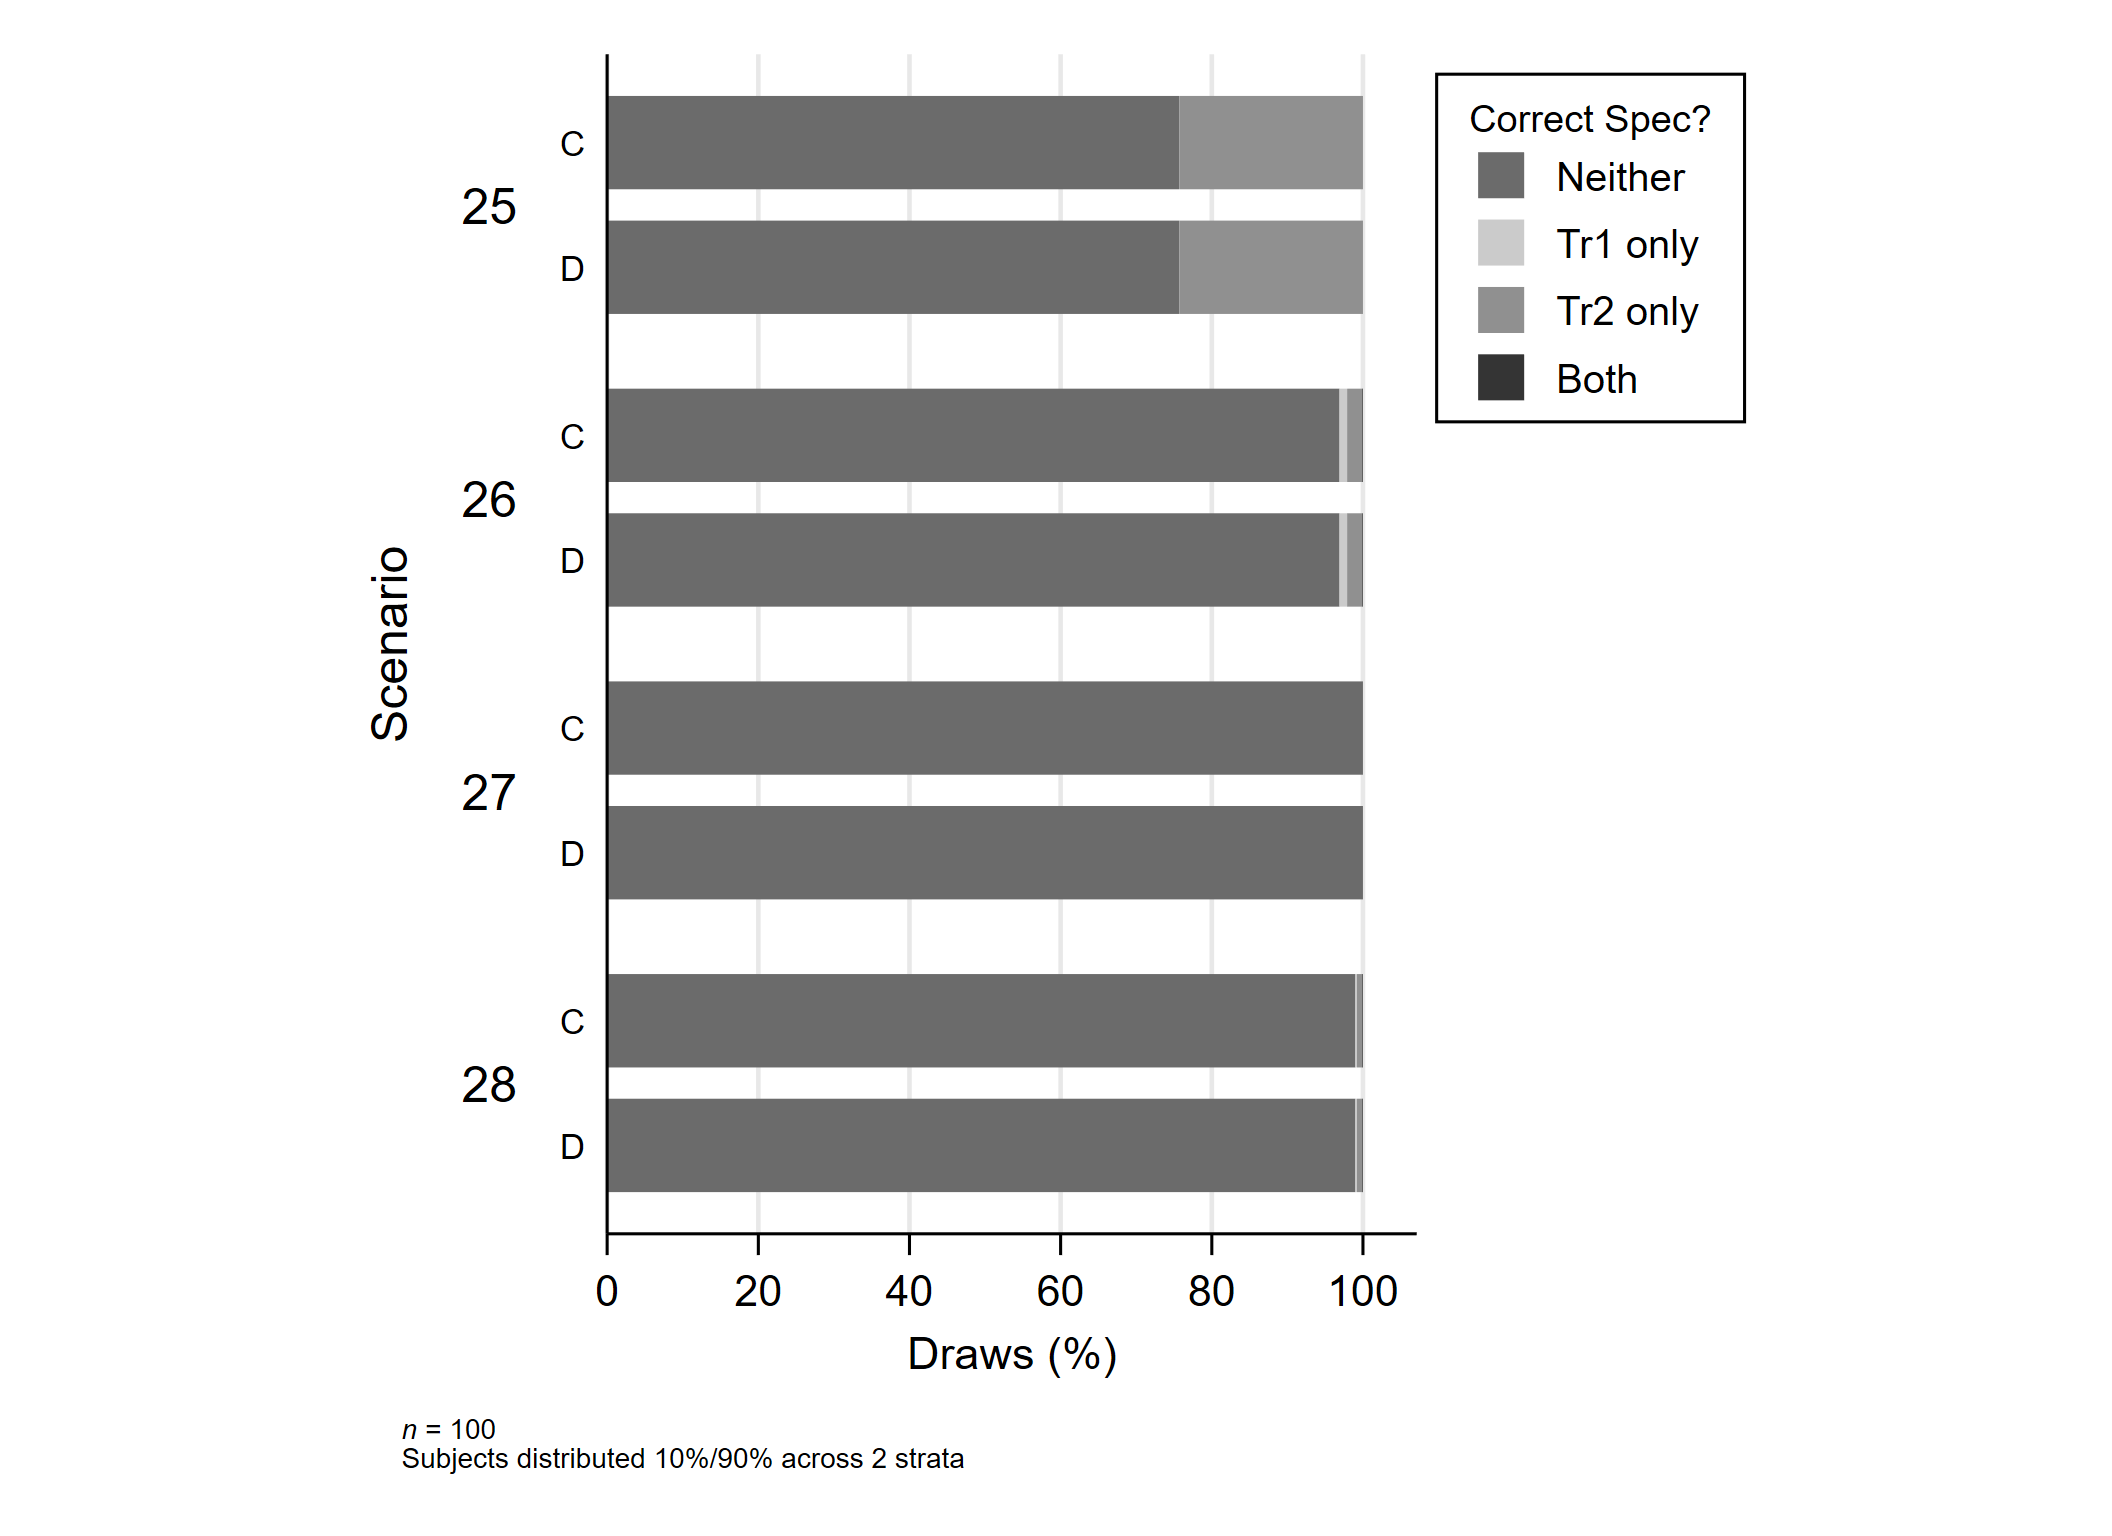 Correct Spec?
Neither
Tr1 only
Tr2 only
Both
Scenario
25
C
D
26
C
D
27
C
D
28
C
D
0 20 40 60 80 100
Draws (%)
n = 100
Subjects distributed 10%/90% across 2 strata